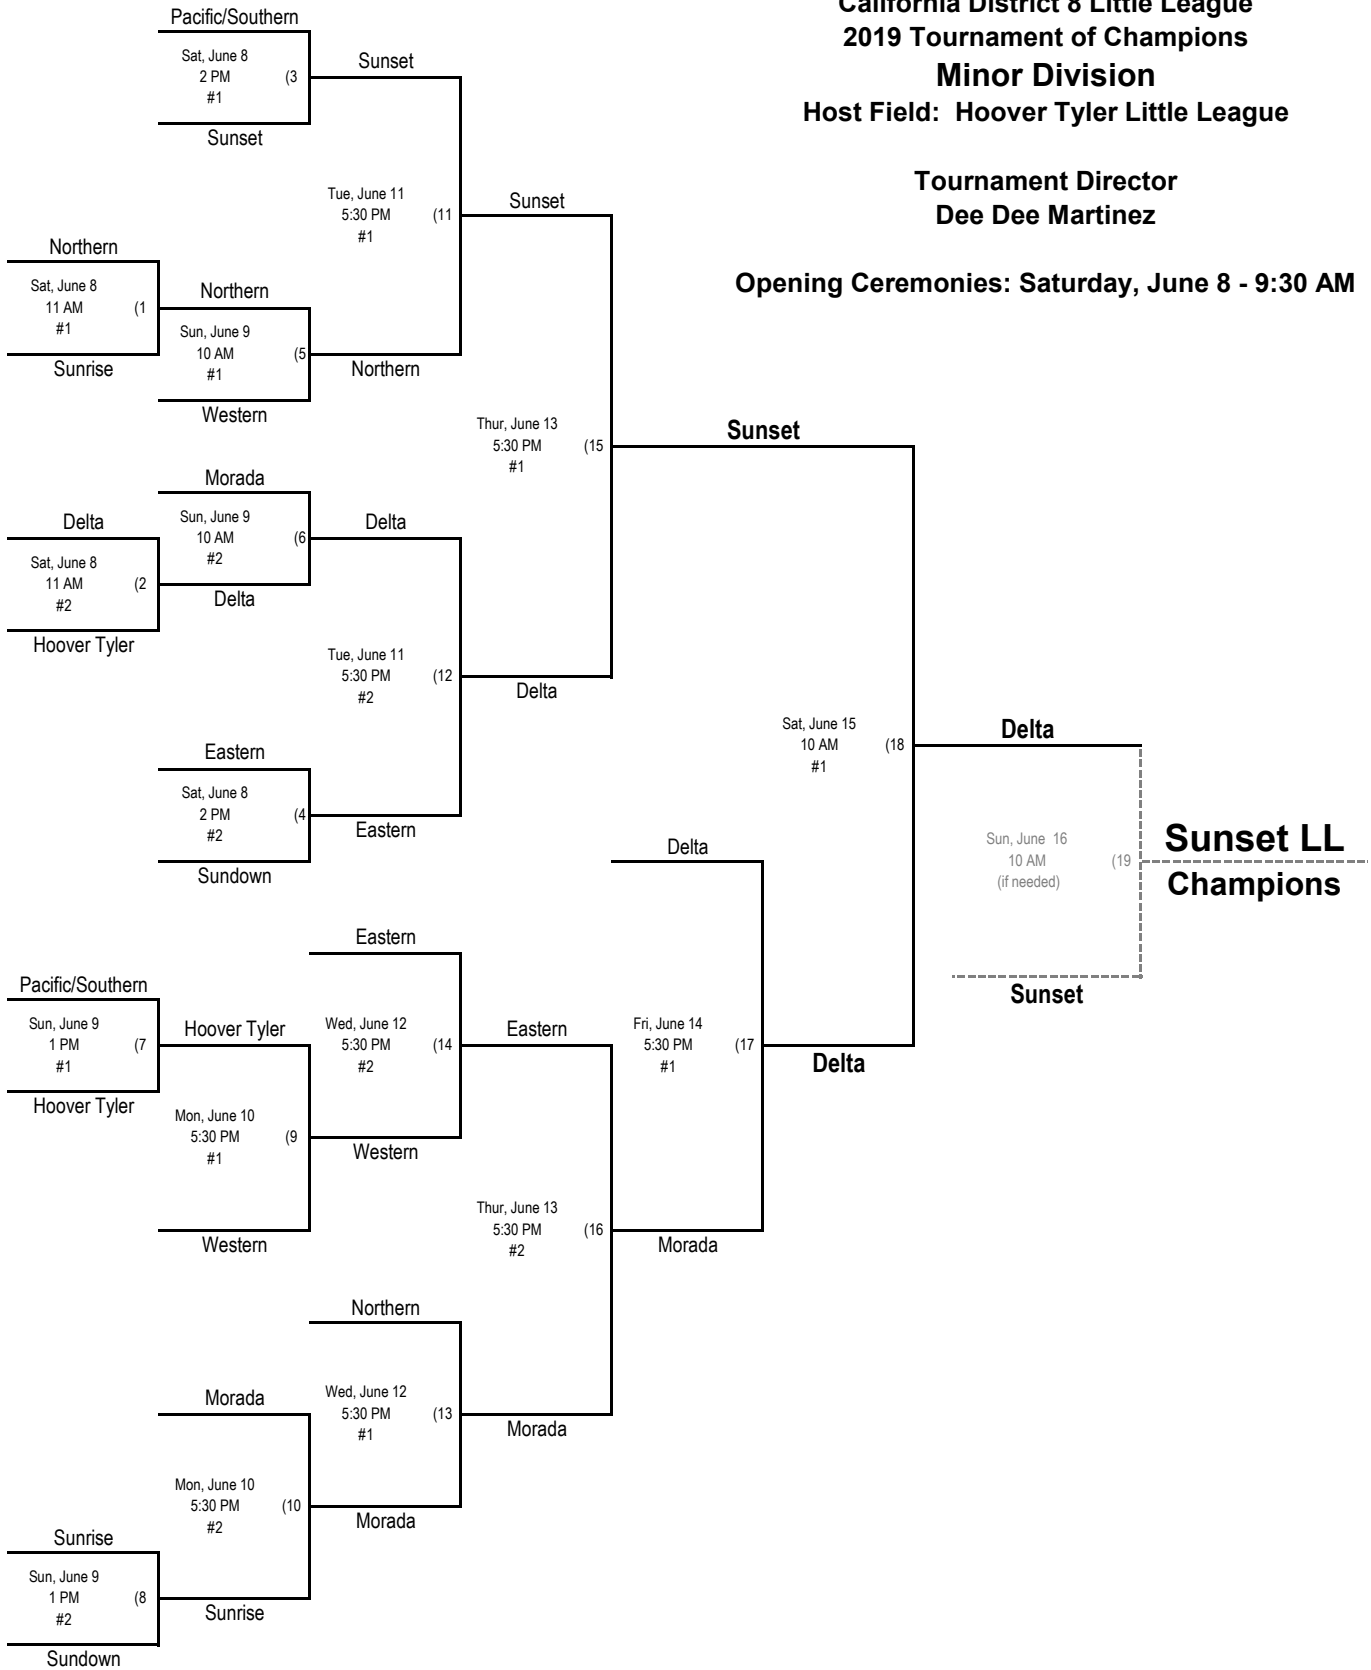 California District 8 Little League
2019 Tournament of Champions
Minor Division
Host Field: Hoover Tyler Little League
Tournament Director
Dee Dee Martinez
Opening Ceremonies: Saturday, June 8 - 9:30 AM
Pacific/Southern
Sat, June 8
2 PM (3
#1
Sunset
Sunset
Tue, June 11
5:30 PM (11
#1
Sunset
Northern
Sat, June 8
11 AM (1
#1
Sunrise
Northern
Sun, June 9
10 AM (5
#1
Western
Northern
Thur, June 13
5:30 PM (15
#1
Sunset
Morada
Sun, June 9
10 AM (6
#2
Delta
Delta
Sat, June 8
11 AM (2
#2
Hoover Tyler
Delta
Tue, June 11
5:30 PM (12
#2
Delta
Eastern
Sat, June 8
2 PM (4
#2
Sundown
Eastern
Sat, June 15
10 AM (18
#1
Delta
Sun, June 16
10 AM (19
(if needed)
Sunset
Sunset LL
Champions
Delta
Eastern
Pacific/Southern
Sun, June 9
1 PM (7
#1
Hoover Tyler
Hoover Tyler
Mon, June 10
5:30 PM (9
#1
Western
Wed, June 12
5:30 PM (14
#2
Western
Eastern
Fri, June 14
5:30 PM (17
#1
Delta
Thur, June 13
5:30 PM (16
#2
Morada
Northern
Wed, June 12
5:30 PM (13
#1
Morada
Morada
Mon, June 10
5:30 PM (10
#2
Morada
Sunrise
Sun, June 9
1 PM (8
#2
Sundown
Sunrise